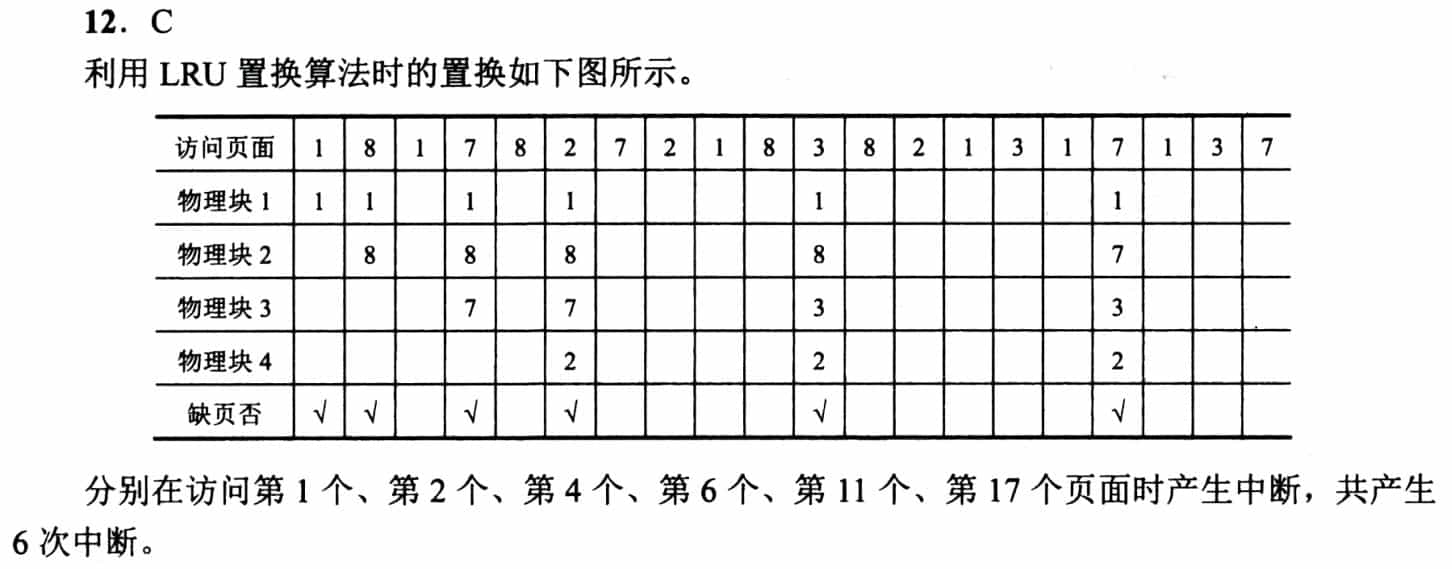 12. C
利用 LRU 置换算法时的置换如下图所示。
访问页面 1 8 1 7 8 2 7 2 1 8 3 8 2 1 3 1 7 1 3 7
物理块 1 1 1 1 1 1 1
物理块 2 8 8 8 8 7
物理块 3 7 7 3 3
物理块 4 2 2 2
缺页否 √ √ √ √ √ √
分别在访问第 1 个、第 2 个、第 4 个、第 6 个、第 11 个、第 17 个页面时产生中断，共产生
6 次中断。